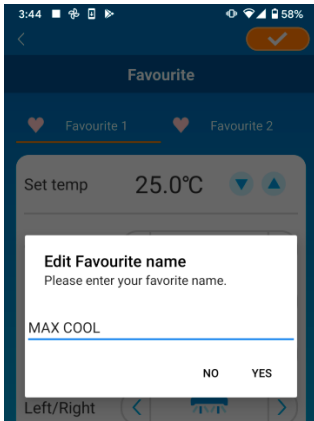 3:44 58%
Favourite
Favourite 1 Favourite 2
Set temp 25.0°C
Edit Favourite name
Please enter your favorite name.
MAX COOL
NO YES
Left/Right